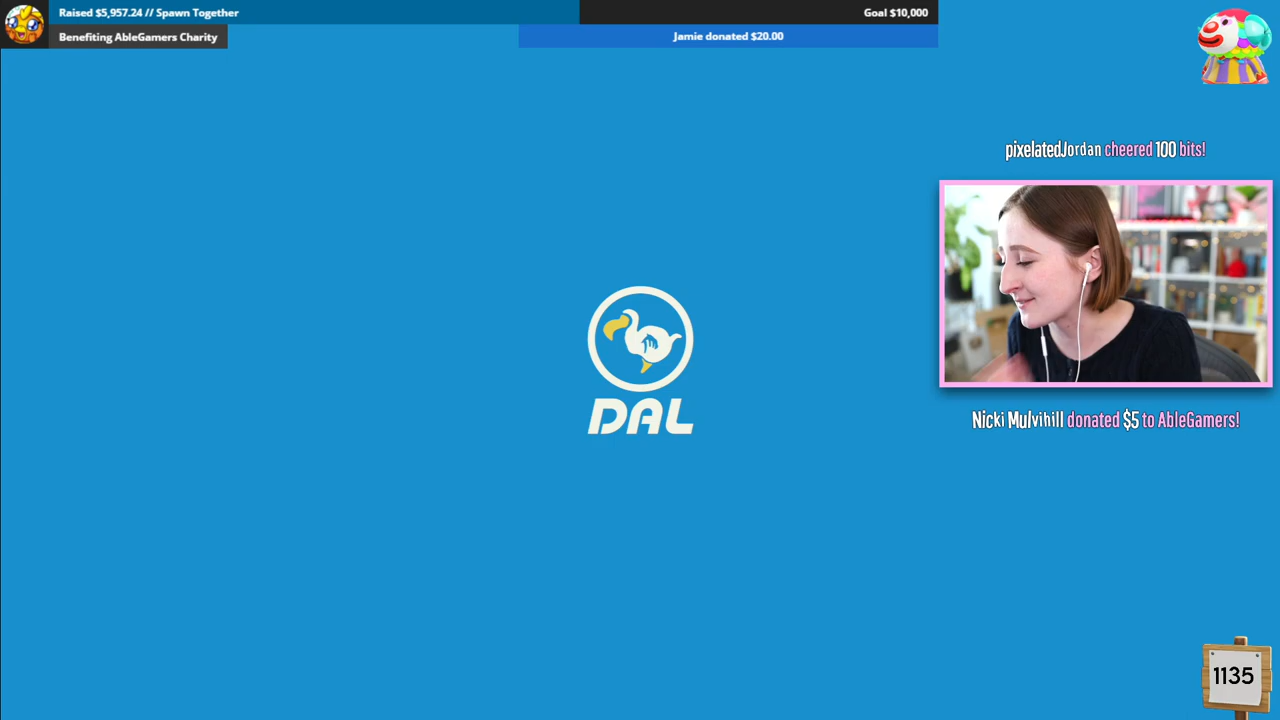 Raised $5,957.24 // Spawn Together
Goal $10,000
Benefiting AbleGamers Charity
Jamie donated $20.00
pixelatedJordan cheered 100 bits!
Nicki Mulvihill donated $5 to AbleGamers!
DAL
1135